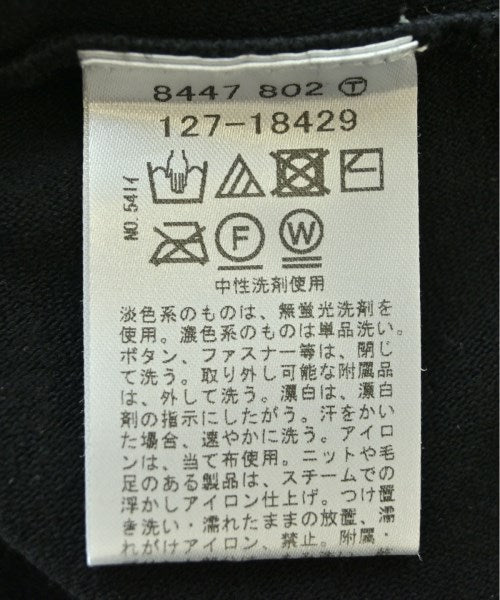 8447 802 Ⓣ
127-18429
NO.541イ
F W
中性洗剤使用
淡色系のものは、無蛍光洗剤を
使用。濃色系のものは単品洗い。
ボタン、ファスナー等は、閉じ
て洗う。取り外し可能な附属品
は、外して洗う。漂白は、漂白
剤の指示にしたがう。汗をかい
た場合、速やかに洗う。アイロ
ンは、当て布使用。ニットや毛
足のある製品は、スチームでの
浮かしアイロン仕上げ。つけ置
き洗い・濡れたままの放置、
れがけアイロン、禁止。附属・